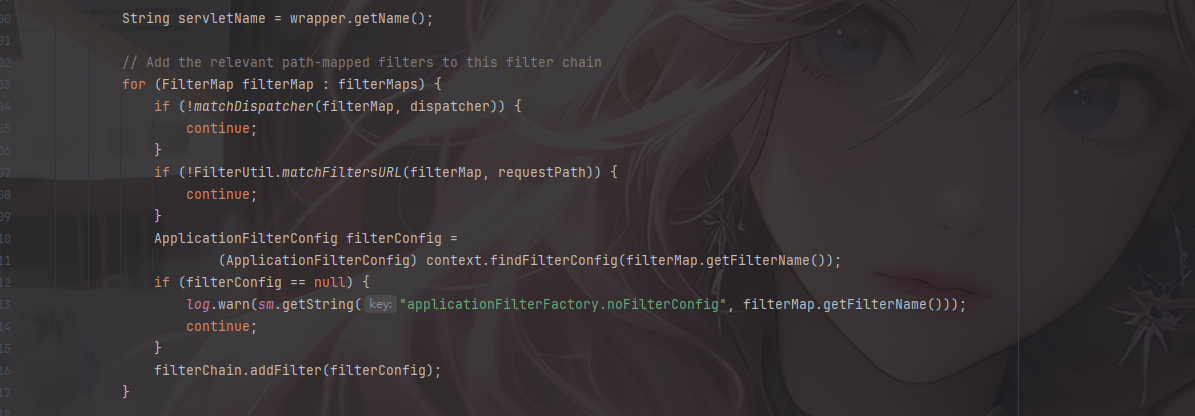 00 String servletName = wrapper.getName();
01
02 // Add the relevant path-mapped filters to this filter chain
03 for (FilterMap filterMap : filterMaps) {
04 if (!matchDispatcher(filterMap, dispatcher)) {
05 continue;
06 }
07 if (!FilterUtil.matchFiltersURL(filterMap, requestPath)) {
08 continue;
09 }
10 ApplicationFilterConfig filterConfig =
11 (ApplicationFilterConfig) context.findFilterConfig(filterMap.getFilterName());
12 if (filterConfig == null) {
13 log.warn(sm.getString( key: "applicationFilterFactory.noFilterConfig", filterMap.getFilterName()));
14 continue;
15 }
16 filterChain.addFilter(filterConfig);
17 }